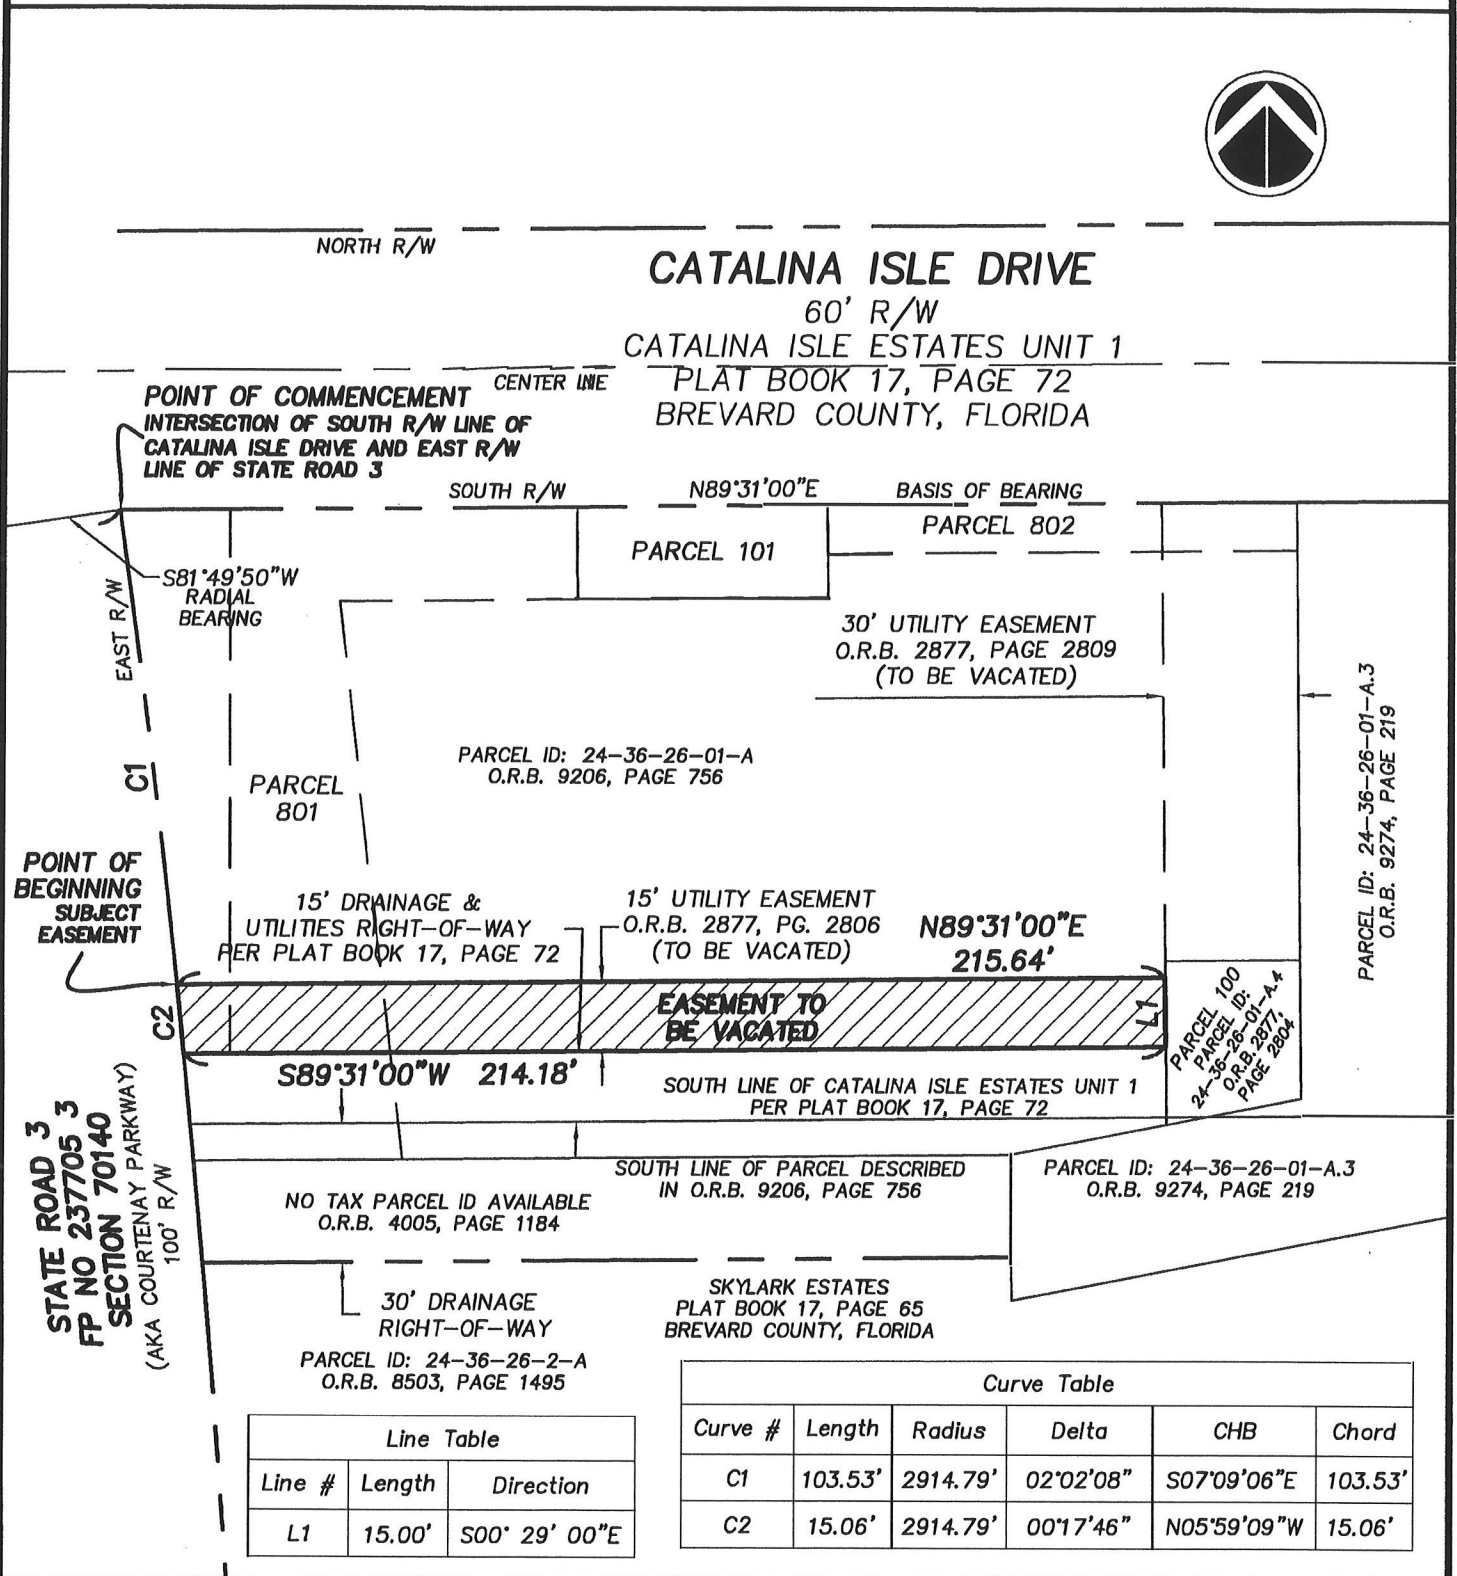 NORTH R/W
CATALINA ISLE DRIVE
60' R/W
CATALINA ISLE ESTATES UNIT 1
PLAT BOOK 17, PAGE 72
BREVARD COUNTY, FLORIDA
CENTER LINE
POINT OF COMMENCEMENT
INTERSECTION OF SOUTH R/W LINE OF
CATALINA ISLE DRIVE AND EAST R/W
LINE OF STATE ROAD 3
SOUTH R/W
N89°31'00"E
BASIS OF BEARING
PARCEL 802
PARCEL 101
S81°49'50"W
RADIAL
BEARING
EAST R/W
30' UTILITY EASEMENT
O.R.B. 2877, PAGE 2809
(TO BE VACATED)
PARCEL ID: 24-36-26-01-A.3
O.R.B. 9274, PAGE 219
C1
PARCEL
801
PARCEL ID: 24-36-26-01-A
O.R.B. 9206, PAGE 756
POINT OF
BEGINNING
SUBJECT
EASEMENT
15' DRAINAGE &
UTILITIES RIGHT-OF-WAY
PER PLAT BOOK 17, PAGE 72
15' UTILITY EASEMENT
O.R.B. 2877, PG. 2806
(TO BE VACATED)
N89°31'00"E
215.64'
C2
EASEMENT TO
BE VACATED
L1
PARCEL 100
PARCEL ID:
24-36-26-01-A.4
O.R.B. 2877,
PAGE 2804
S89°31'00"W 214.18'
SOUTH LINE OF CATALINA ISLE ESTATES UNIT 1
PER PLAT BOOK 17, PAGE 72
STATE ROAD 3
FP NO 237705 3
SECTION 70140
(AKA COURTENAY PARKWAY)
100' R/W
SOUTH LINE OF PARCEL DESCRIBED
IN O.R.B. 9206, PAGE 756
PARCEL ID: 24-36-26-01-A.3
O.R.B. 9274, PAGE 219
NO TAX PARCEL ID AVAILABLE
O.R.B. 4005, PAGE 1184
30' DRAINAGE
RIGHT-OF-WAY
SKYLARK ESTATES
PLAT BOOK 17, PAGE 65
BREVARD COUNTY, FLORIDA
PARCEL ID: 24-36-26-2-A
O.R.B. 8503, PAGE 1495
Line Table
Line # Length Direction
L1 15.00' S00° 29' 00"E
Curve Table
Curve # Length Radius Delta CHB Chord
C1 103.53' 2914.79' 02°02'08" S07°09'06"E 103.53'
C2 15.06' 2914.79' 00°17'46" N05°59'09"W 15.06'